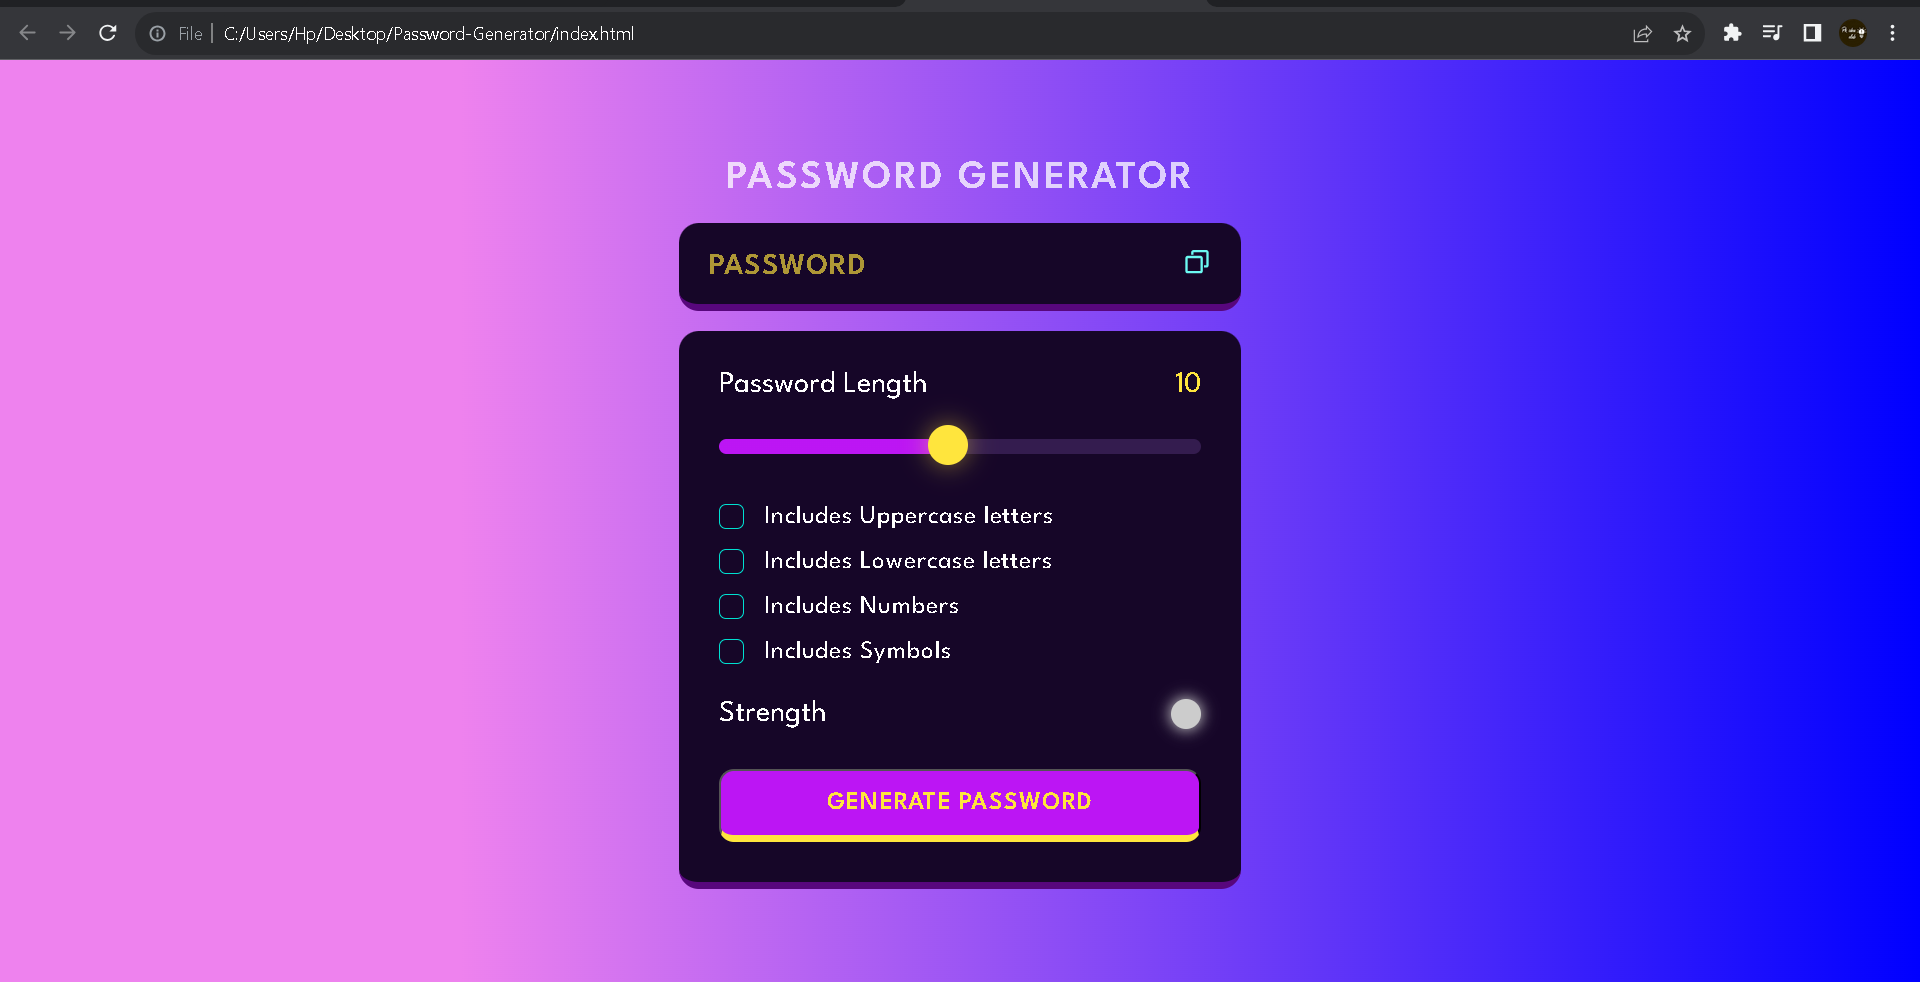 File | C:/Users/Hp/Desktop/Password-Generator/index.html
PASSWORD GENERATOR
PASSWORD
Password Length 10
Includes Uppercase letters
Includes Lowercase letters
Includes Numbers
Includes Symbols
Strength
GENERATE PASSWORD